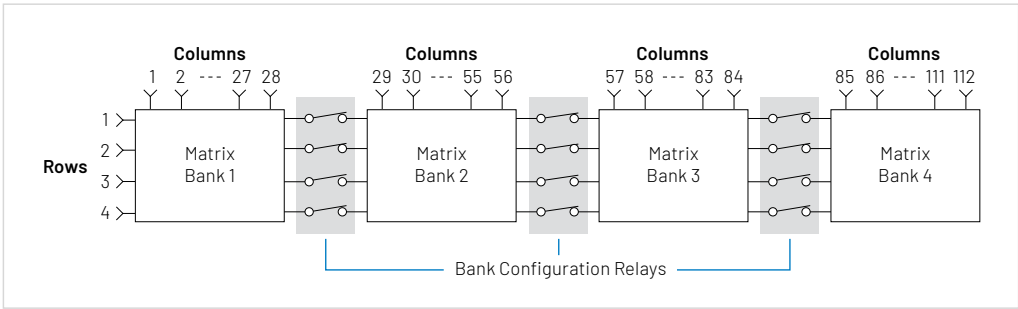 Columns Columns Columns Columns
1 2 --- 27 28 29 30 --- 55 56 57 58 --- 83 84 85 86 --- 111 112
1
2
Rows
3
4
Matrix
Bank 1
Matrix
Bank 2
Matrix
Bank 3
Matrix
Bank 4
Bank Configuration Relays